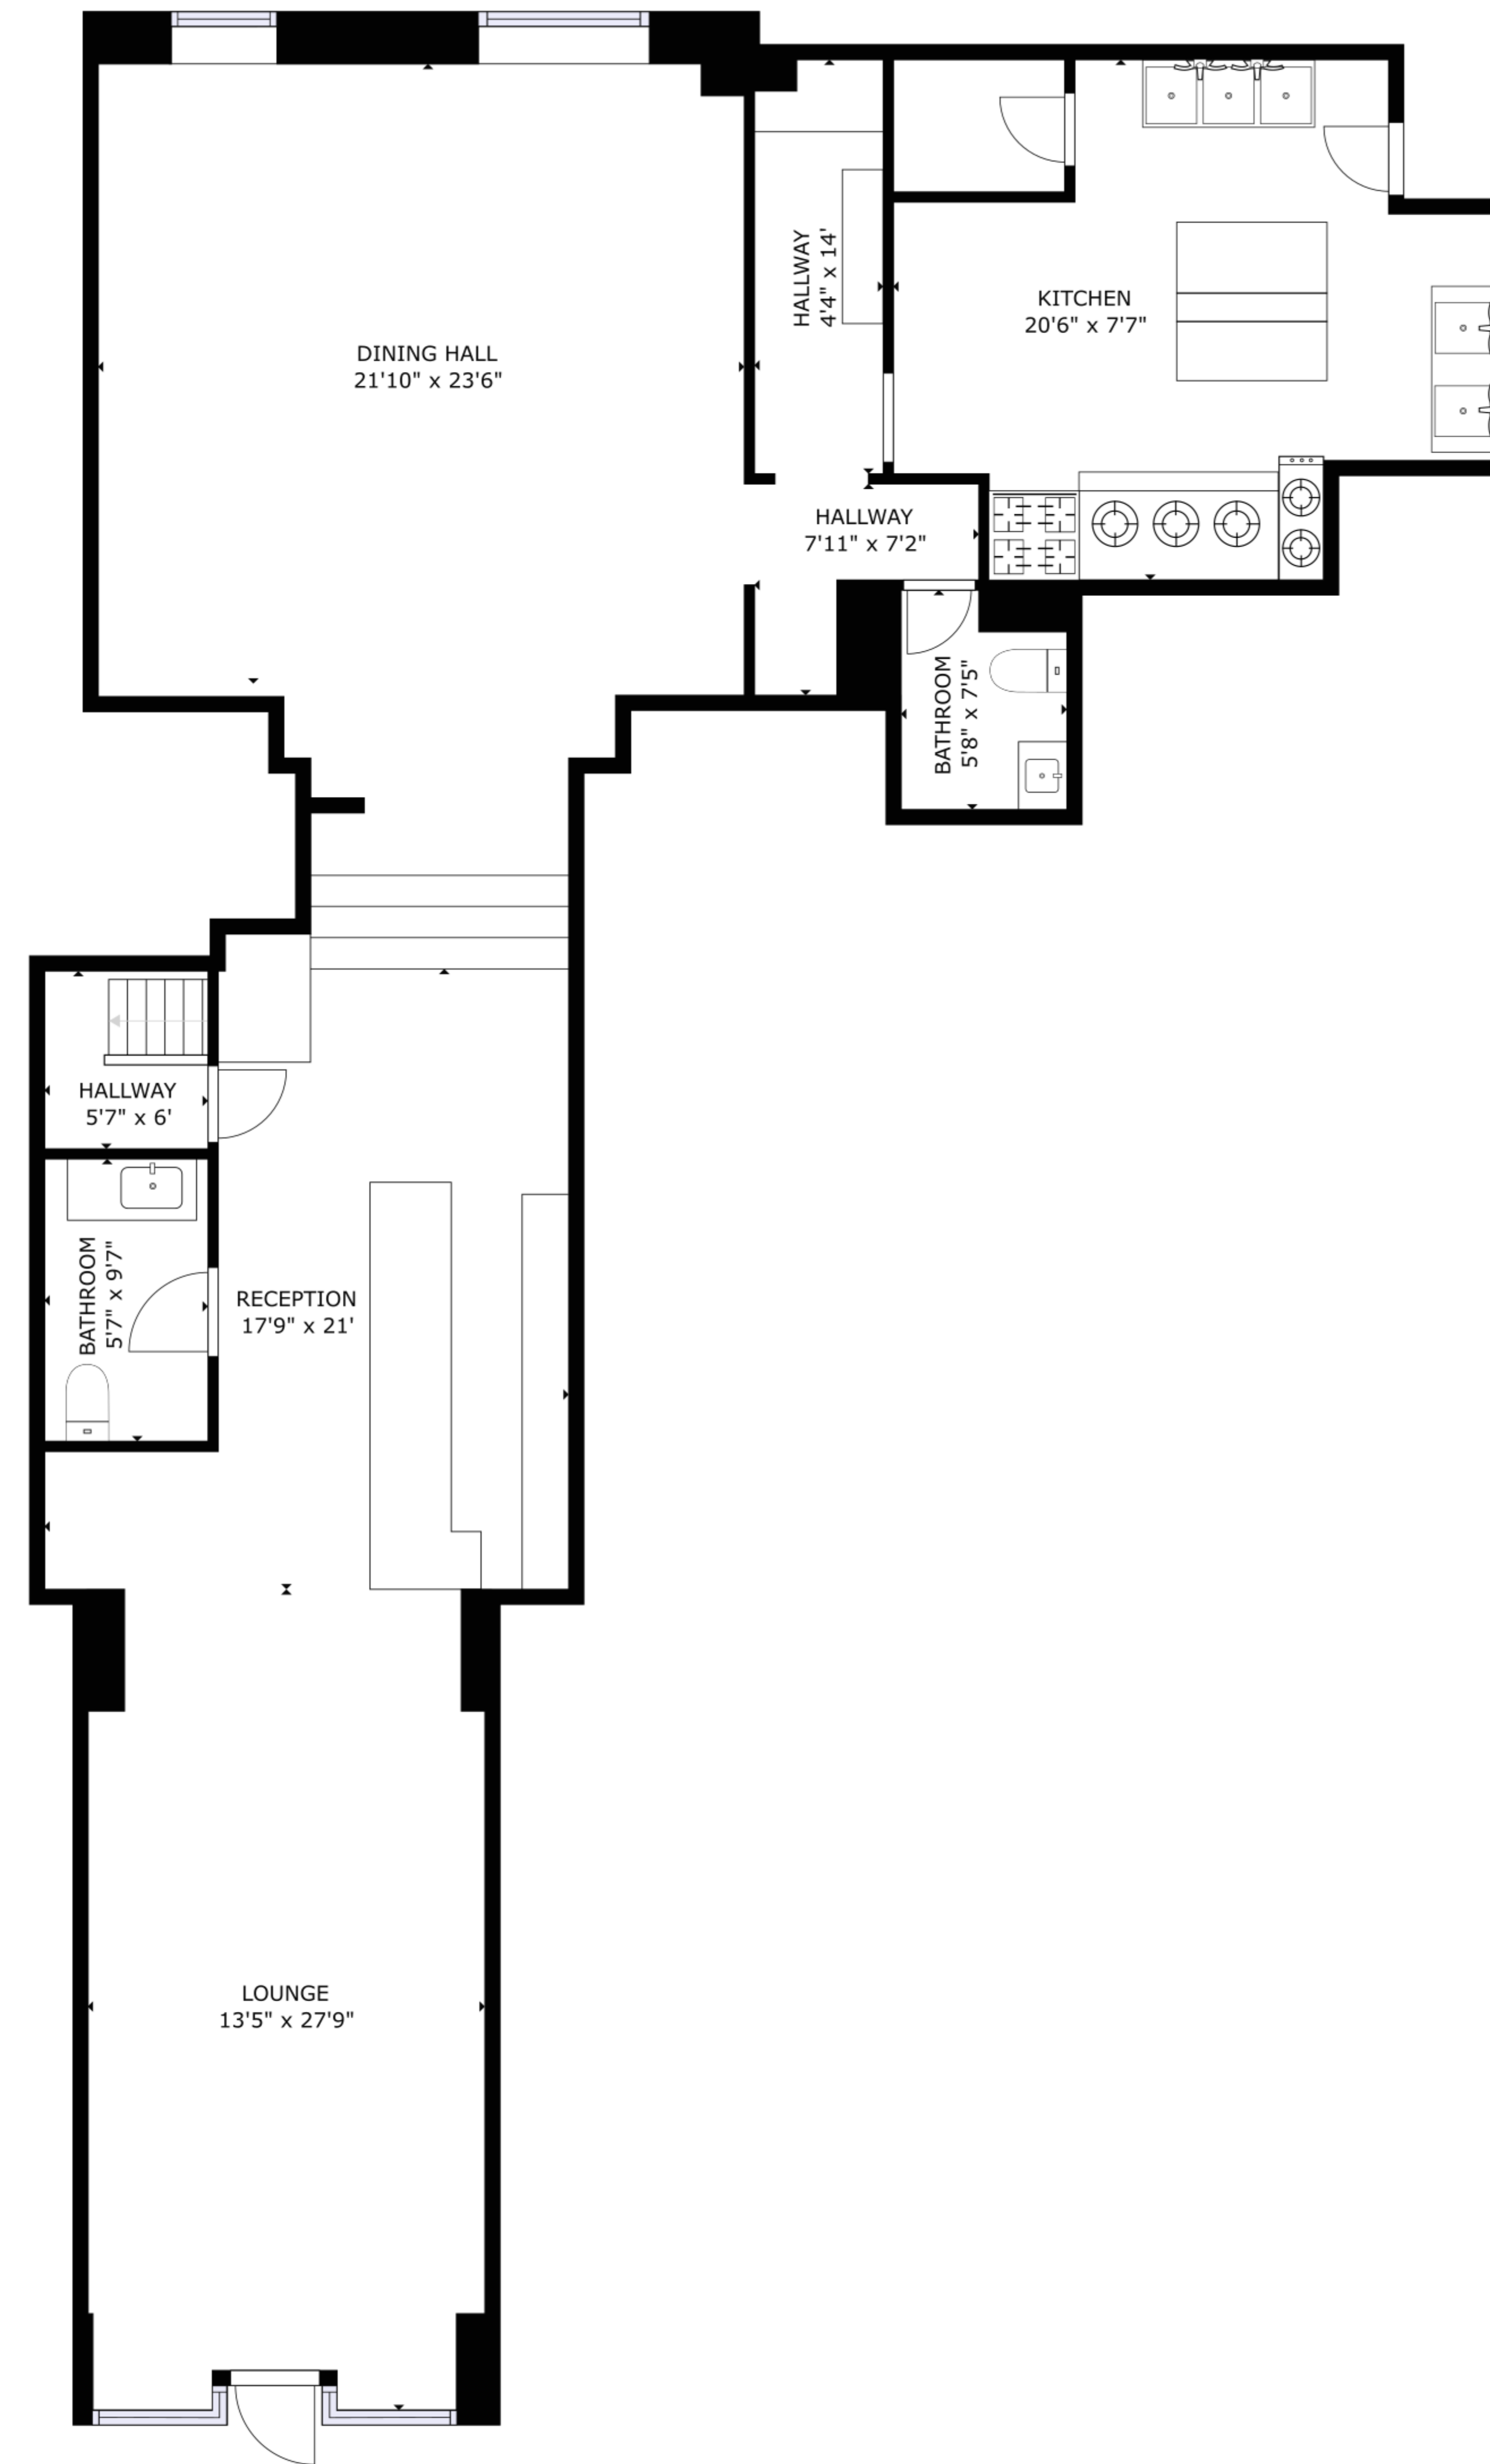 HALLWAY
4'4" x 14'
KITCHEN
20'6" x 7'7"
DINING HALL
21'10" x 23'6"
HALLWAY
7'11" x 7'2"
BATHROOM
5'8" x 7'5"
HALLWAY
5'7" x 6'
BATHROOM
5'7" x 9'7"
RECEPTION
17'9" x 21'
LOUNGE
13'5" x 27'9"